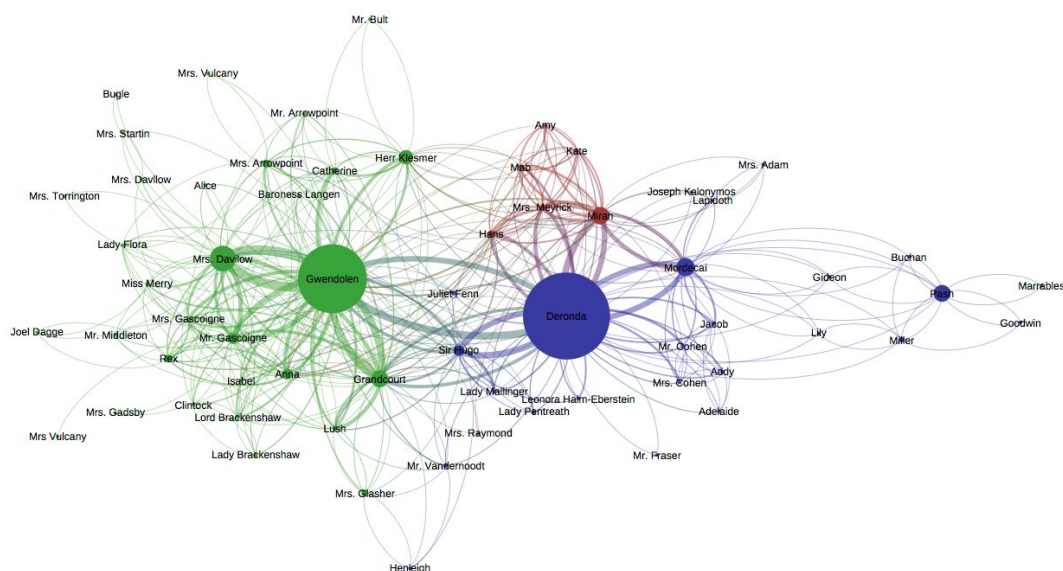 Mr. Bult
Mrs. Vulcany
Bugle
Mr. Arrowpoint
Mrs. Startin
Amy
Kate
Herr Klesmer
Mrs. Arrowpoint
Catherine
Mab
Mrs. Adam
Mrs. Davllow
Alice
Baroness Langen
Joseph Kalonymos
Lapidoth
Mrs. Torrington
Mrs. Meyrick
Mirah
Hans
Lady Flora
Mrs. Davilow
Buchan
Mordecai
Gwendolen
Gideon
Miss Merry
Marrables
Juliet Fenn
Pash
Deronda
Mrs. Gascoigne
Jacob
Goodwin
Joel Dagge
Mr. Middleton
Mr. Gascoigne
Lily
Miller
Mr. Cohen
Sir Hugo
Rex
Addy
Anna
Isabel
Grandcourt
Mrs. Cohen
Lady Mallinger
Leonora Halm-Eberstein
Clintock
Mrs. Gadsby
Lord Brackenshaw
Lady Pentreath
Adelaide
Lush
Mrs. Raymond
Mrs Vulcany
Lady Brackenshaw
Mr. Fraser
Mr. Vandernoodt
Mrs. Glasher
Henleigh